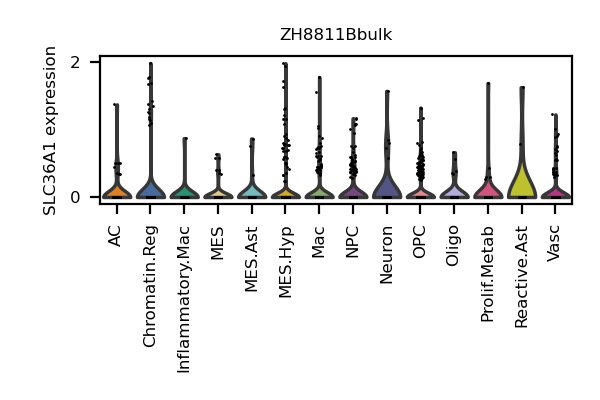 ZH8811Bbulk
SLC36A1 expression
2
0
AC
Chromatin.Reg
Inflammatory.Mac
MES
MES.Ast
MES.Hyp
Mac
NPC
Neuron
OPC
Oligo
Prolif.Metab
Reactive.Ast
Vasc